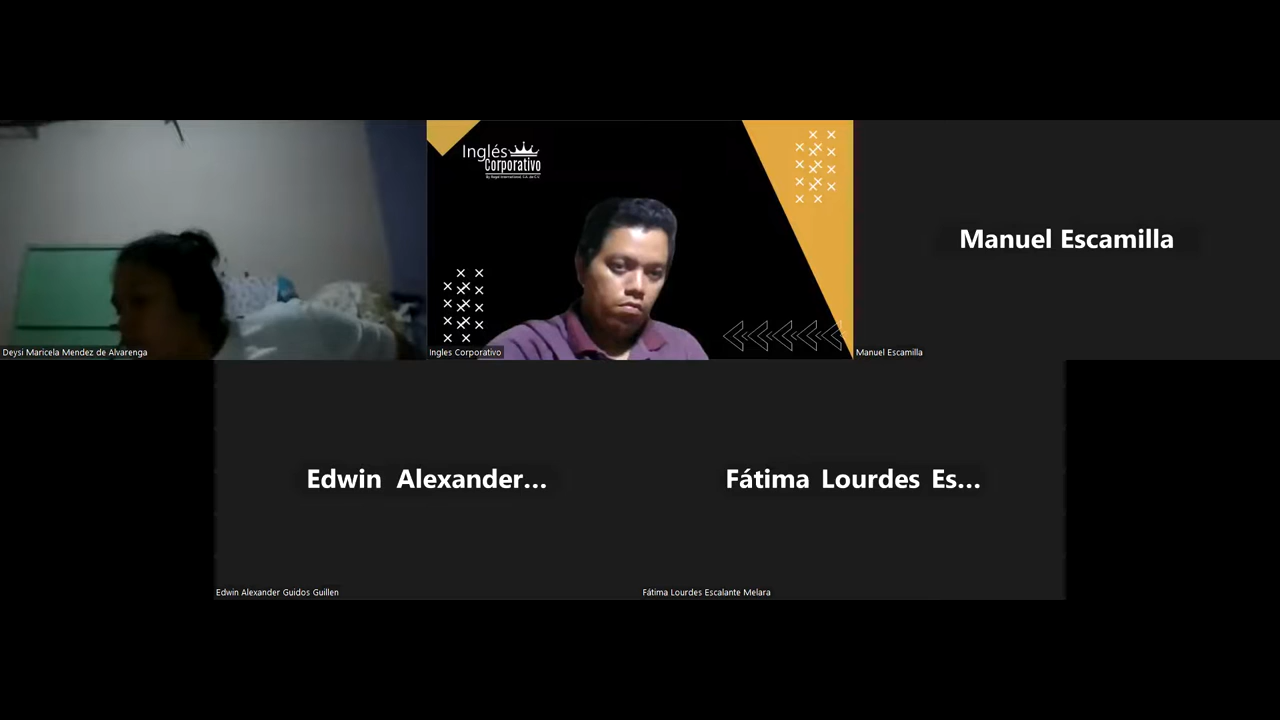 Inglés
Corporativo
Manuel Escamilla
Deysi Maricela Mendez de Alvarenga
Ingles Corporativo
Manuel Escamilla
Edwin Alexander...
Fátima Lourdes Es...
Edwin Alexander Guidos Guillen
Fátima Lourdes Escalante Melara